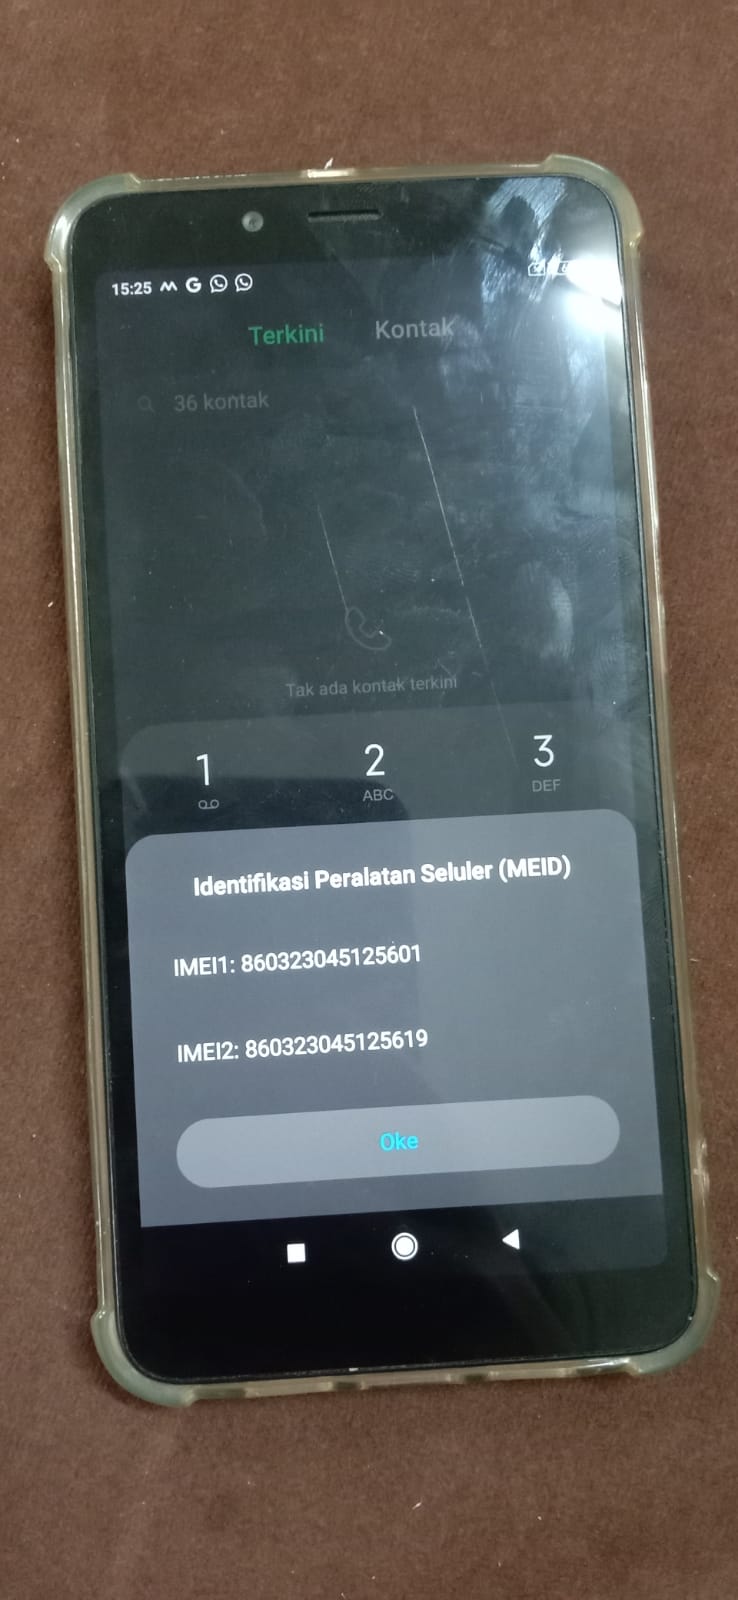 15:25
Terkini Kontak
36 kontak
Tak ada kontak terkini
1 2 3
ABC DEF
Identifikasi Peralatan Seluler (MEID)
IMEI1: 860323045125601
IMEI2: 860323045125619
Oke